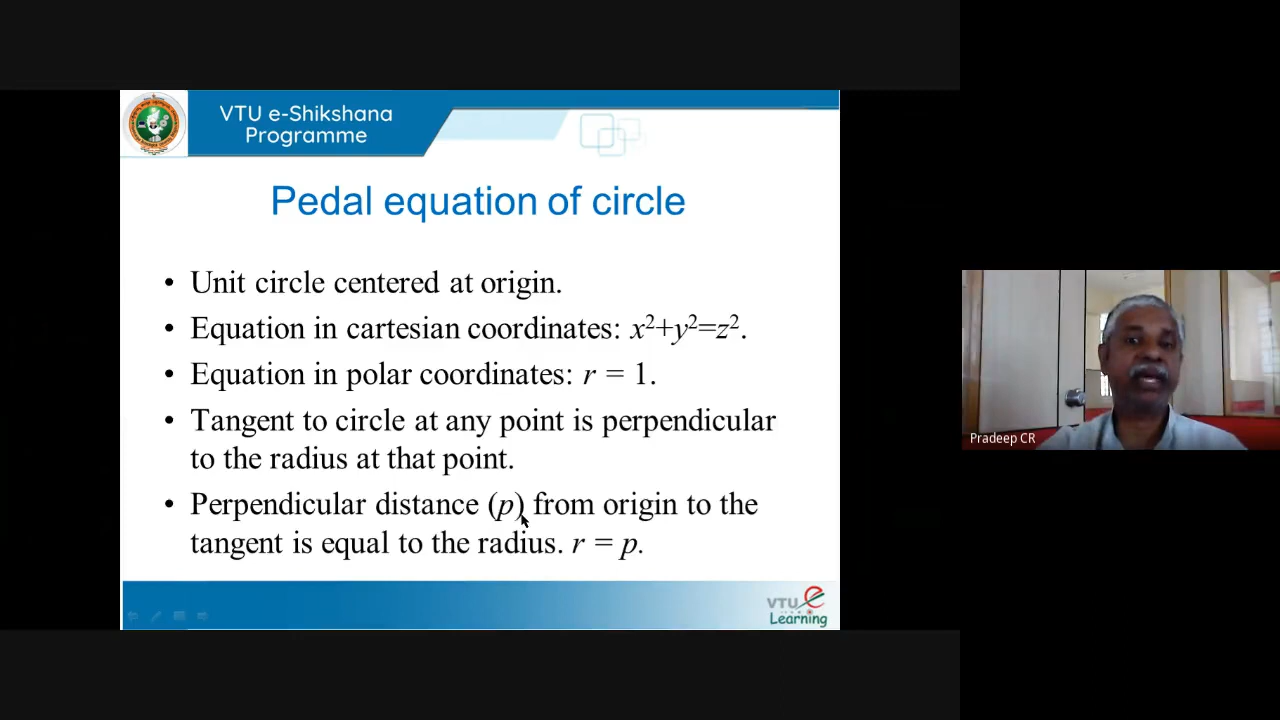 VTU e-Shikshana
Programme
Pedal equation of circle
• Unit circle centered at origin.
• Equation in cartesian coordinates: x²+y²=z².
• Equation in polar coordinates: r = 1.
• Tangent to circle at any point is perpendicular
to the radius at that point.
• Perpendicular distance (p) from origin to the
tangent is equal to the radius. r = p.
Pradeep CR
VTU e
Learning